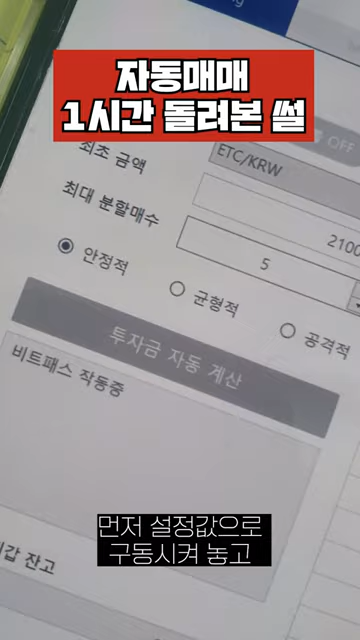 자동매매
1시간 돌려본 썰
OFF
최초 금액
ETC/KRW
최대 분할매수
2100
5
안정적
균형적
공격적
투자금 자동 계산
비트패스 작동중
먼저 설정값으로
구동시켜 놓고
지갑 잔고